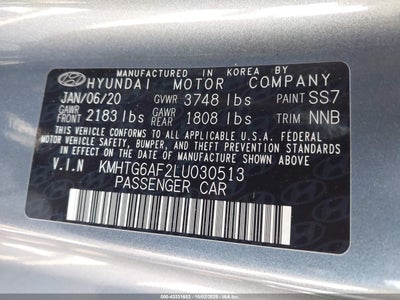 MANUFACTURED IN KOREA BY
HYUNDAI MOTOR COMPANY
JAN/06/20 GVWR 3748 lbs PAINT SS7
GAWR FRONT 2183 lbs GAWR REAR 1808 lbs TRIM NNB
THIS VEHICLE CONFORMS TO ALL APPLICABLE U.S.A. FEDERAL
MOTOR VEHICLE SAFETY, BUMPER, AND THEFT PREVENTION
STANDARDS IN EFFECT ON THE DATE OF MANUFACTURE SHOWN ABOVE.
V.I.N KMHTG6AF2LU030513
PASSENGER CAR